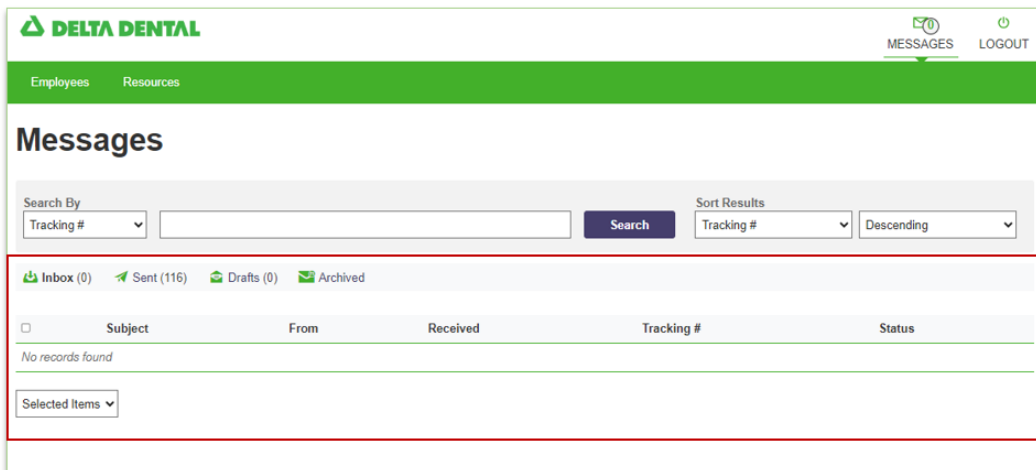 DELTA DENTAL
0
MESSAGES
LOGOUT
Employees
Resources
Messages
Search By
Sort Results
Tracking #
Search
Tracking #
Descending
Inbox (0)
Sent (116)
Drafts (0)
Archived
Subject
From
Received
Tracking #
Status
No records found
Selected Items